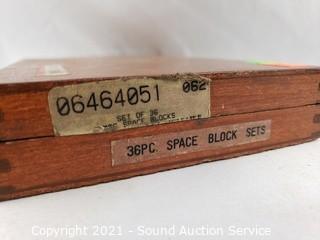 06464051 062
SET OF 36
SPACE BLOCKS
36PC. SPACE BLOCK SETS
Copyright 2021 - Sound Auction Service